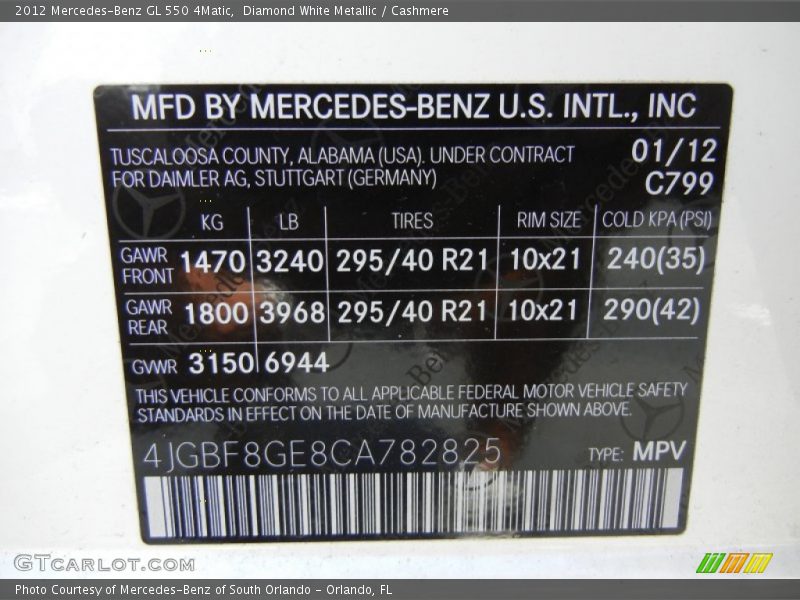 2012 Mercedes-Benz GL 550 4Matic,  Diamond White Metallic / Cashmere
MFD BY MERCEDES-BENZ U.S. INTL., INC
TUSCALOOSA COUNTY, ALABAMA (USA). UNDER CONTRACT 01/12
FOR DAIMLER AG, STUTTGART (GERMANY) C799
KG LB TIRES RIM SIZE COLD KPA (PSI)
GAWR FRONT 1470 3240 295/40 R21 10x21 240(35)
GAWR REAR 1800 3968 295/40 R21 10x21 290(42)
GVWR 3150 6944
THIS VEHICLE CONFORMS TO ALL APPLICABLE FEDERAL MOTOR VEHICLE SAFETY
STANDARDS IN EFFECT ON THE DATE OF MANUFACTURE SHOWN ABOVE.
4JGBF8GE8CA782825 TYPE: MPV
GTCARLOT.COM
Photo Courtesy of Mercedes-Benz of South Orlando - Orlando, FL